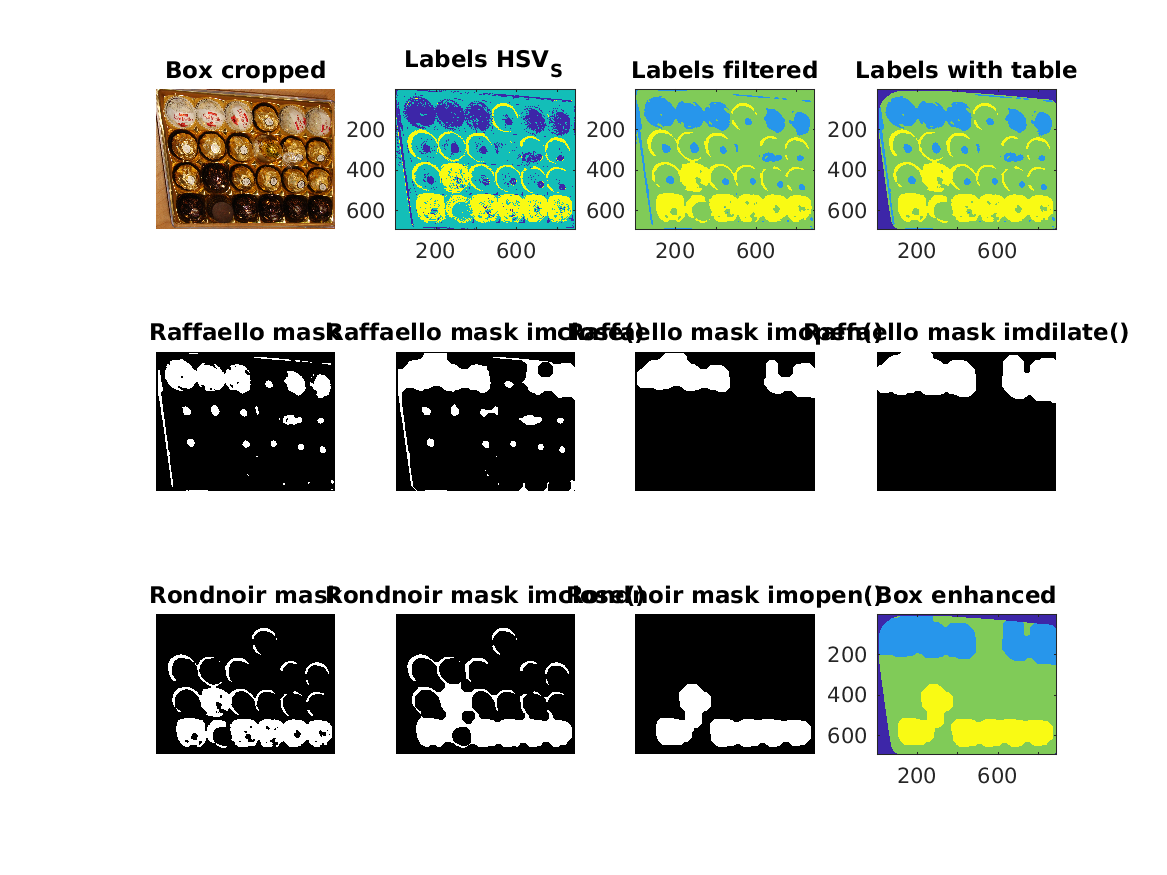 Box cropped
Labels HSV_S
Labels filtered
Labels with table
200
400
600
200 600
200
400
600
200 600
200
400
600
200 600
Raffaello mask
Raffaello mask imclose()
Raffaello mask imopen()
Raffaello mask imdilate()
Rondnoir mask
Rondnoir mask imclose()
Rondnoir mask imopen()
Box enhanced
200
400
600
200 600